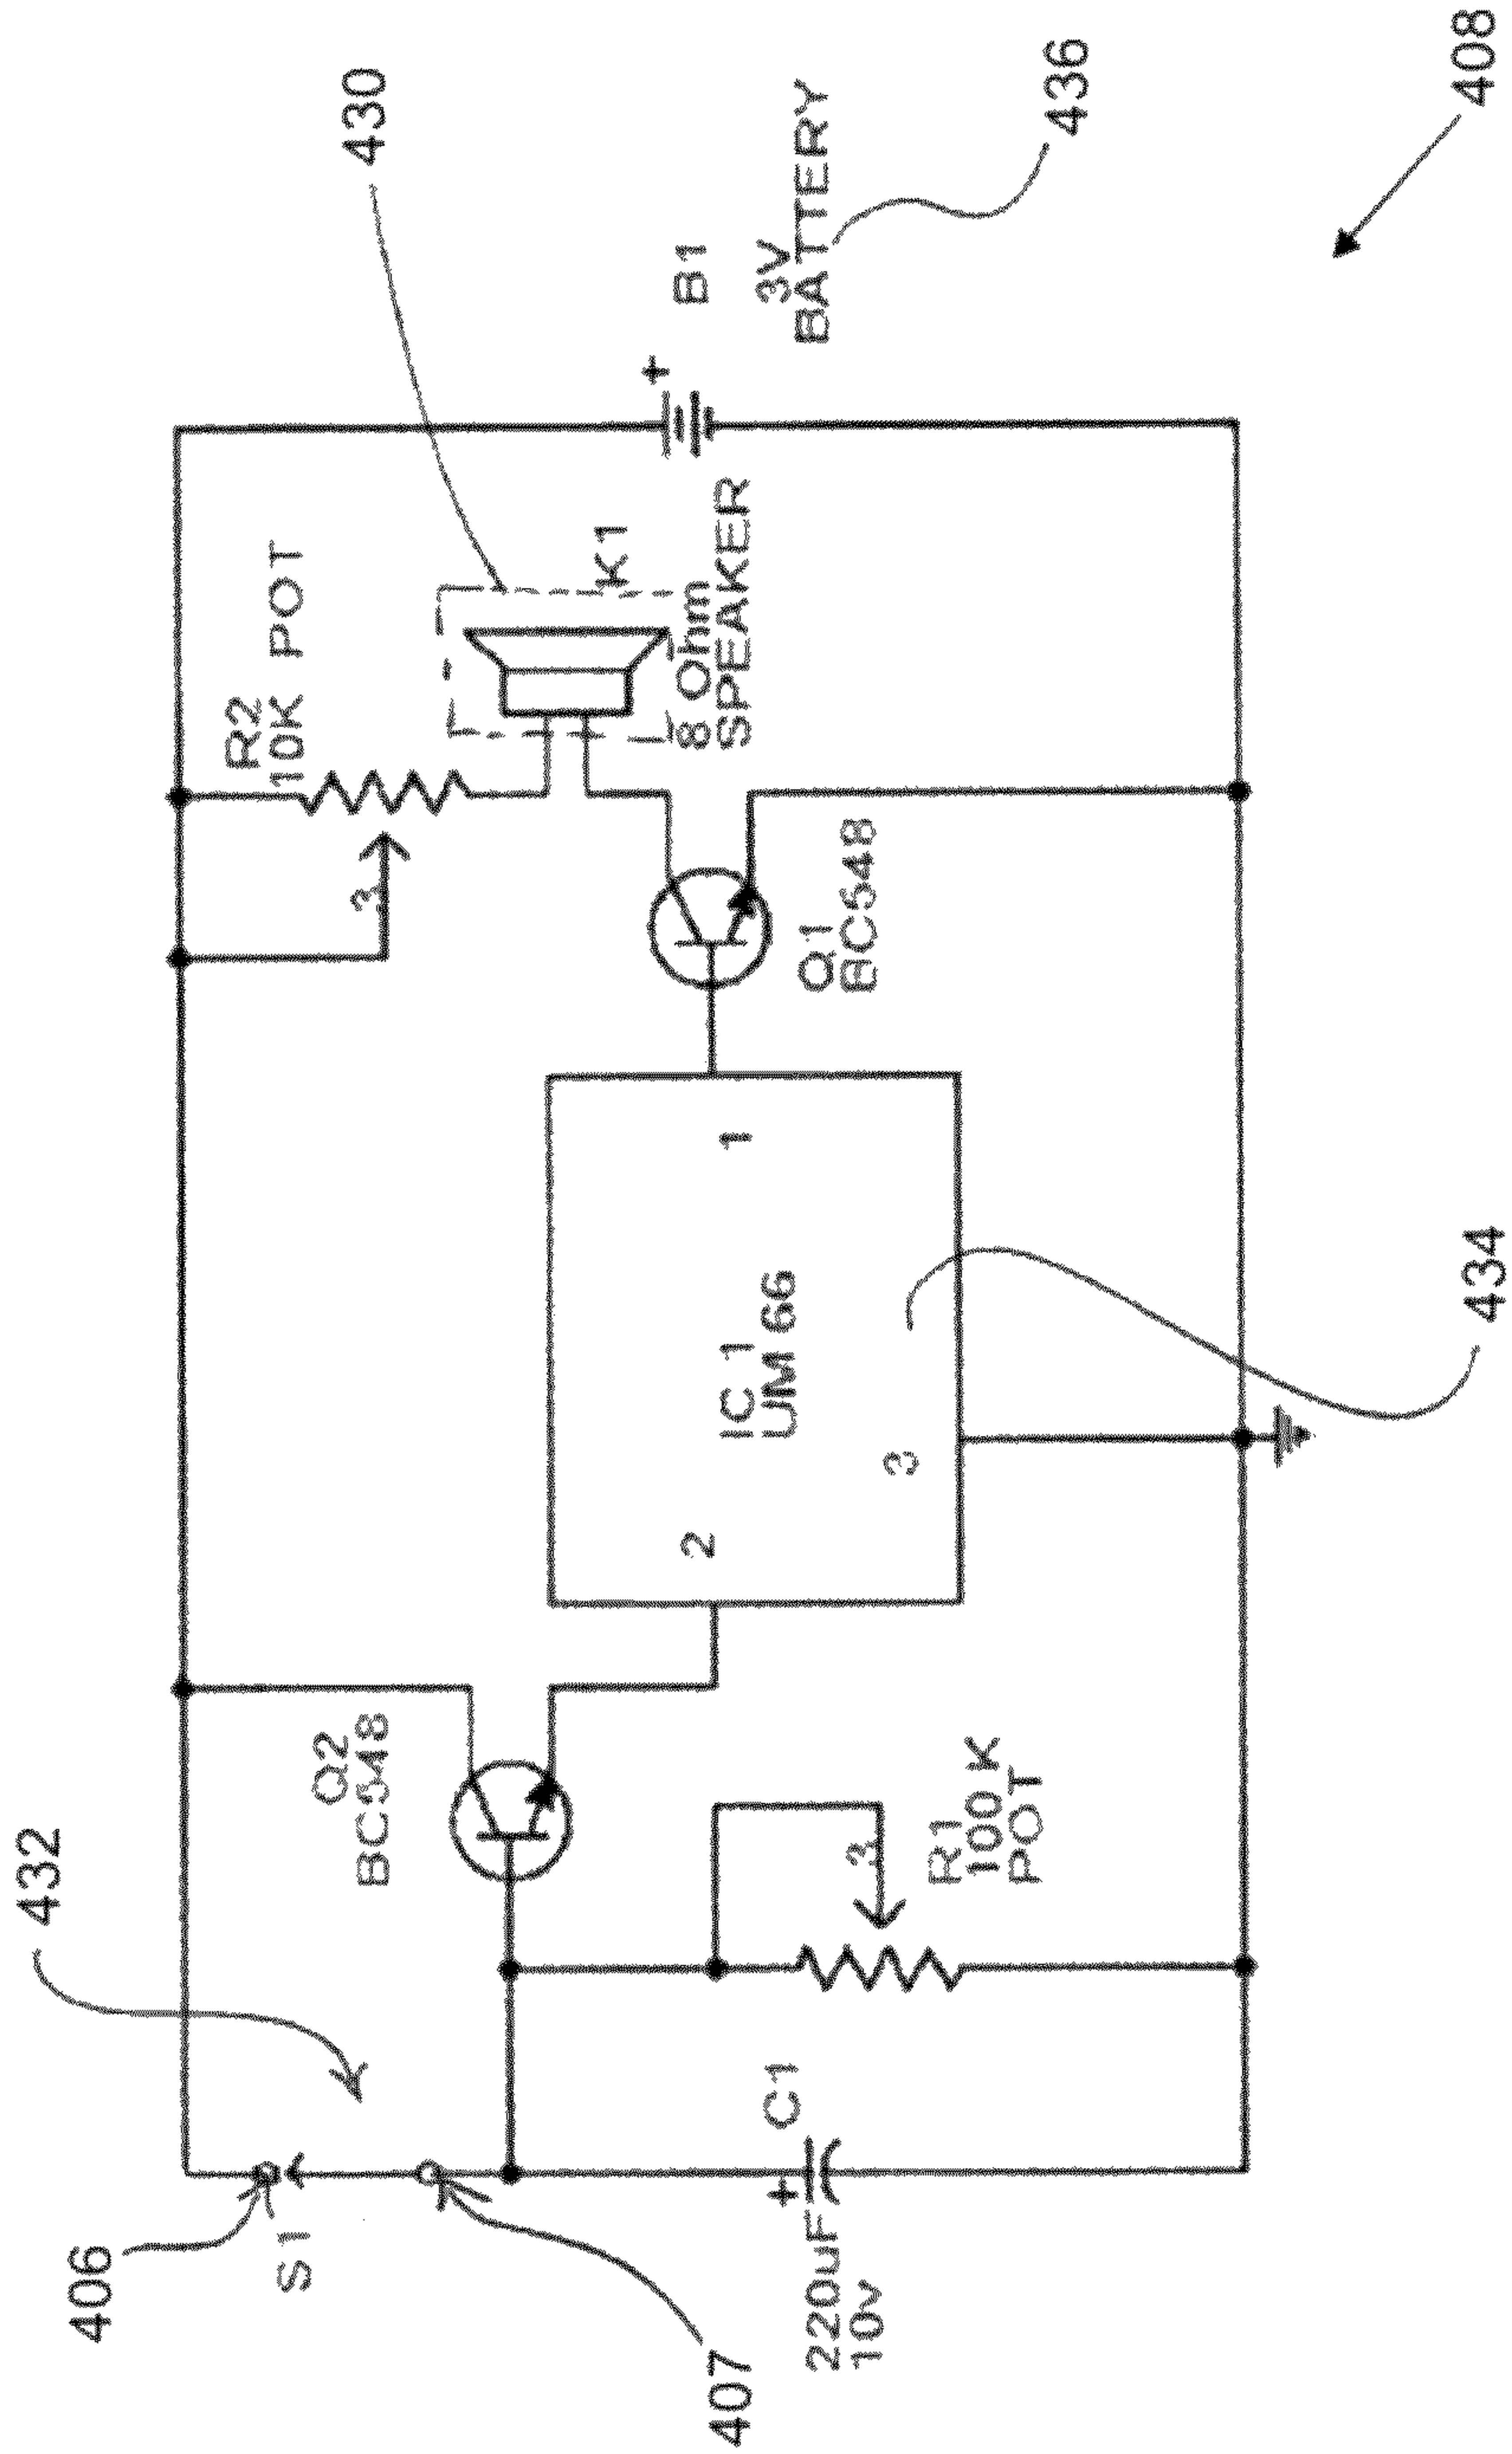 432
406
S1
407
C1
220uF
10v
Q2
BC548
R1
100 K
POT
IC 1
UM 66
2
3
1
434
Q1
BC548
R2
10K POT
3
3
430
K1
8 Ohm
SPEAKER
+
+
B1
3V
BATTERY
436
408